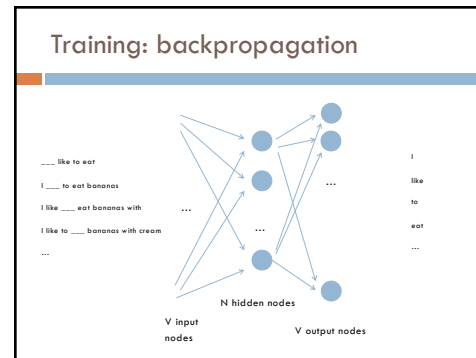 Training: backpropagation
___ like to eat
I ___ to eat bananas
I like ___ eat bananas with
I like to ___ bananas with cream
...
...
...
...
I
like
to
eat
...
N hidden nodes
V input
nodes
V output nodes